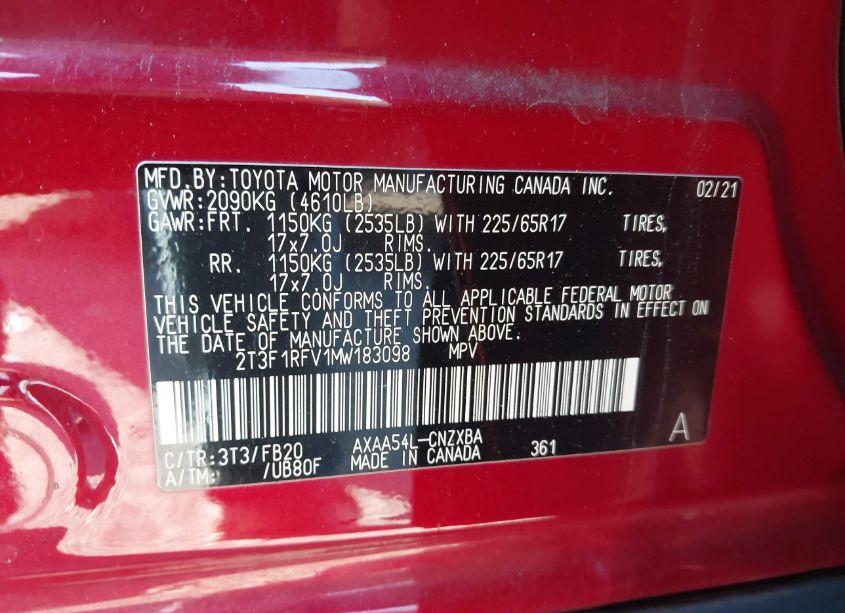 MFD.BY:TOYOTA MOTOR MANUFACTURING CANADA INC. 02/21
GVWR:2090KG (4610LB)
GAWR:FRT. 1150KG (2535LB) WITH 225/65R17 TIRES,
17x7.0J RIMS.
RR. 1150KG (2535LB) WITH 225/65R17 TIRES,
17x7.0J RIMS.
THIS VEHICLE CONFORMS TO ALL APPLICABLE FEDERAL MOTOR
VEHICLE SAFETY AND THEFT PREVENTION STANDARDS IN EFFECT ON
THE DATE OF MANUFACTURE SHOWN ABOVE.
2T3F1RFV1MW183098 MPV
C/TR:3T3/FB20 AXAA54L-CNZXBA 361 A
A/TM: /UB80F MADE IN CANADA